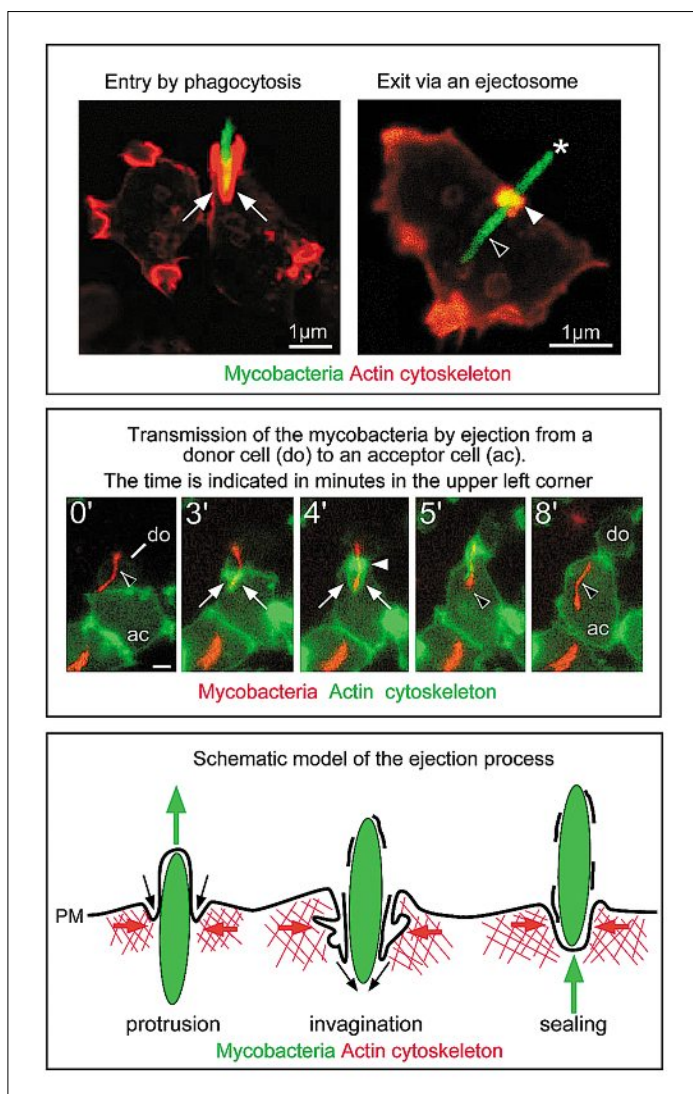 Entry by phagocytosis
Exit via an ejectosome
*
1µm
1µm
Mycobacteria Actin cytoskeleton
Transmission of the mycobacteria by ejection from a
donor cell (do) to an acceptor cell (ac).
The time is indicated in minutes in the upper left corner
0' 3' 4' 5' 8'
do
do
ac
ac
Mycobacteria Actin cytoskeleton
Schematic model of the ejection process
PM
protrusion invagination sealing
Mycobacteria Actin cytoskeleton